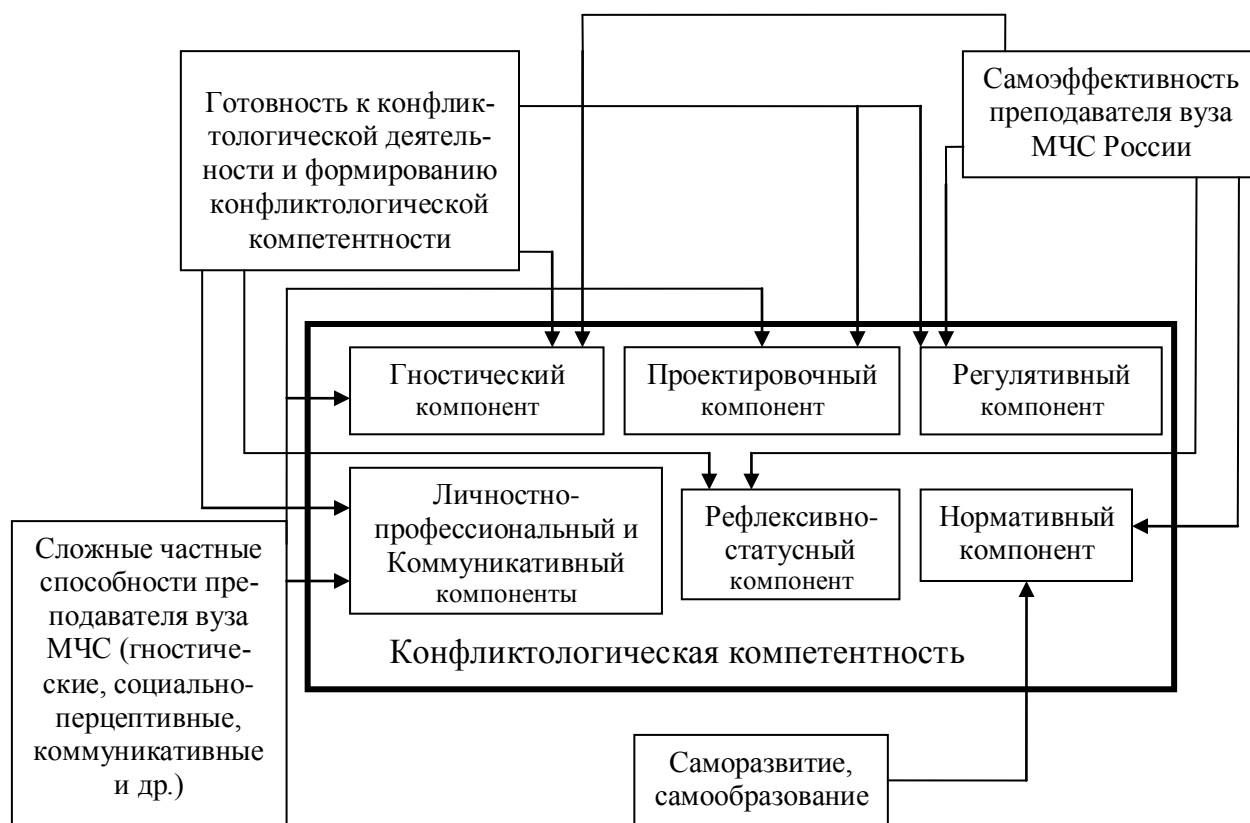 Готовность к конфлик-
тологической деятель-
ности и формированию
конфликтологической
компетентности
Самоэффективность
преподавателя вуза
МЧС России
Гностический
компонент
Проектировочный
компонент
Регулятивный
компонент
Личностно-
профессиональный и
Коммуникативный
компоненты
Рефлексивно-
статусный
компонент
Нормативный
компонент
Сложные частные
способности пре-
подавателя вуза
МЧС (гностиче-
ские, социально-
перцептивные,
коммуникативные
и др.)
Конфликтологическая компетентность
Саморазвитие,
самообразование